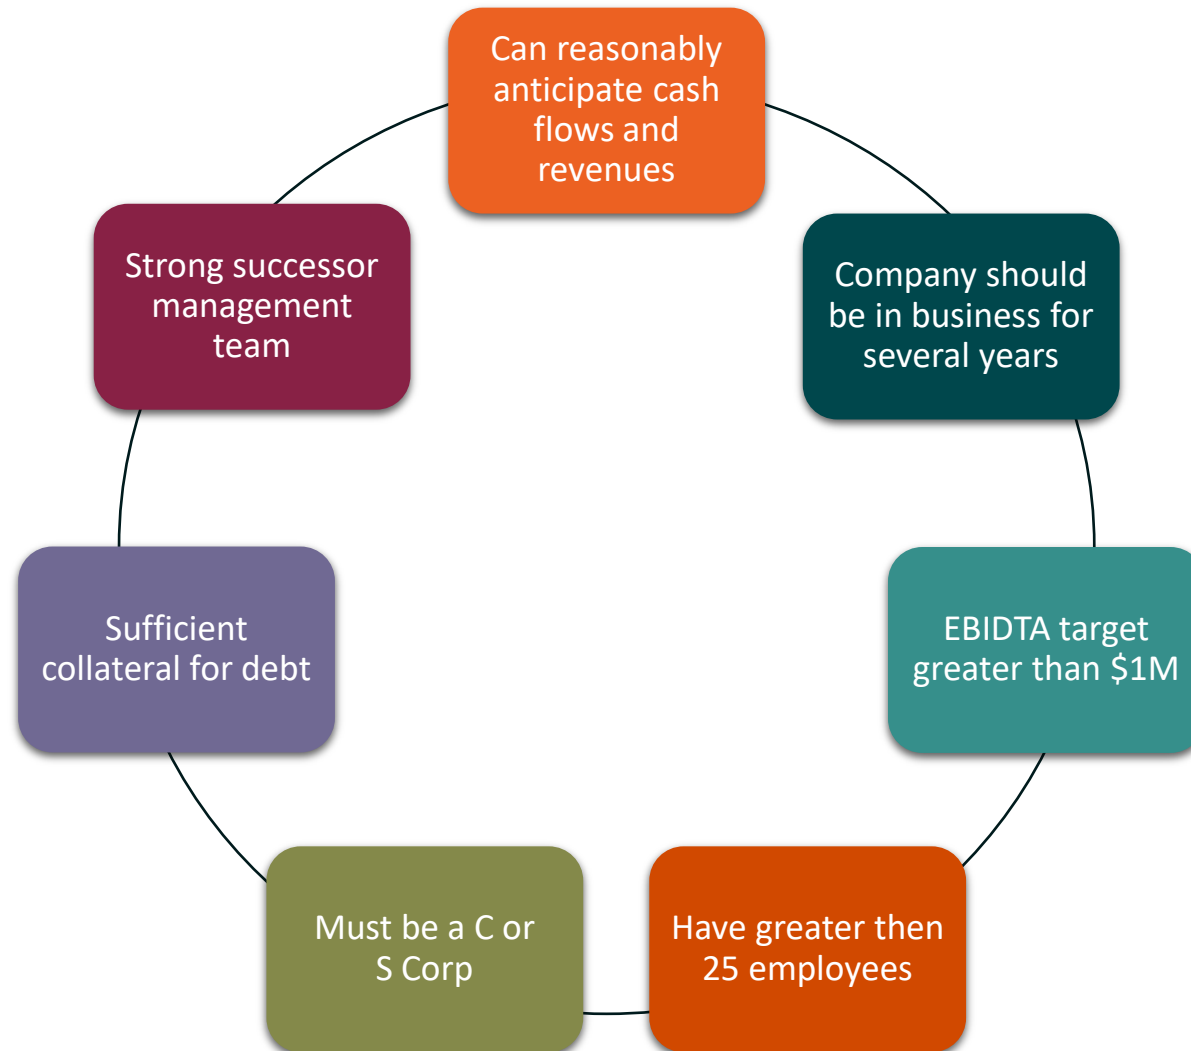 Can reasonably
anticipate cash
flows and
revenues
Company should
be in business for
several years
EBIDTA target
greater than $1M
Have greater then
25 employees
Must be a C or
S Corp
Sufficient
collateral for debt
Strong successor
management
team